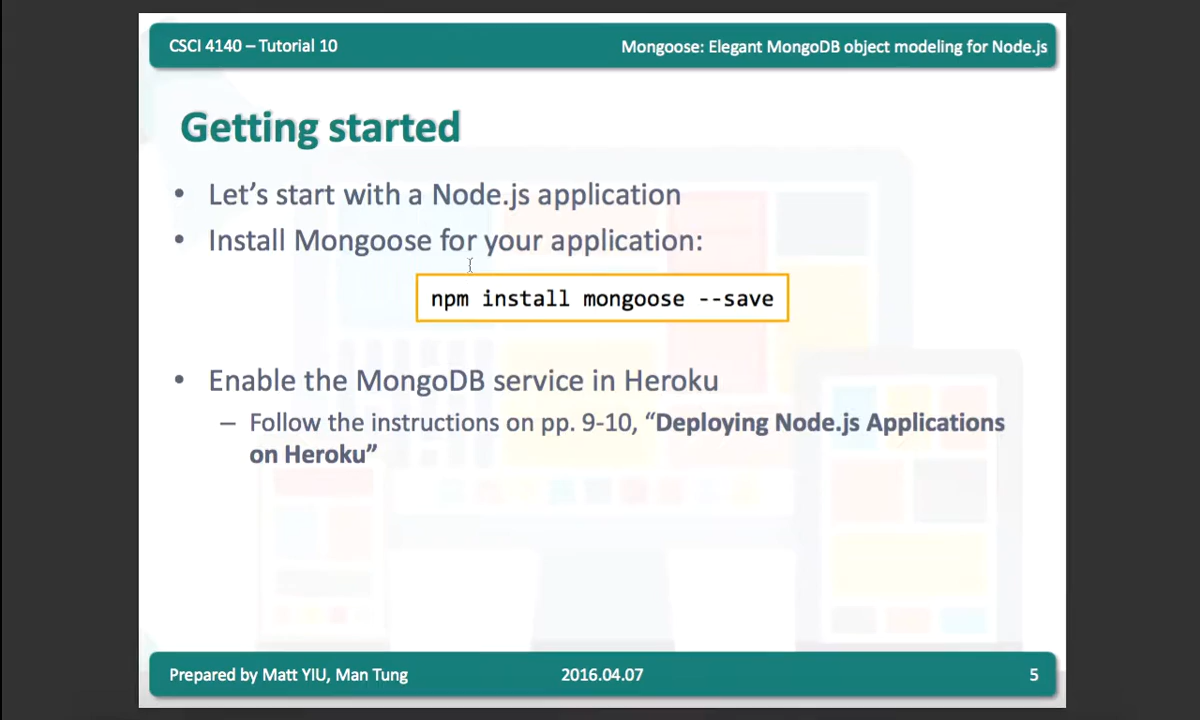 CSCI 4140 – Tutorial 10
Mongoose: Elegant MongoDB object modeling for Node.js
Getting started
• Let’s start with a Node.js application
• Install Mongoose for your application:
npm install mongoose --save
• Enable the MongoDB service in Heroku
– Follow the instructions on pp. 9-10, “Deploying Node.js Applications
on Heroku”
Prepared by Matt YIU, Man Tung
2016.04.07
5